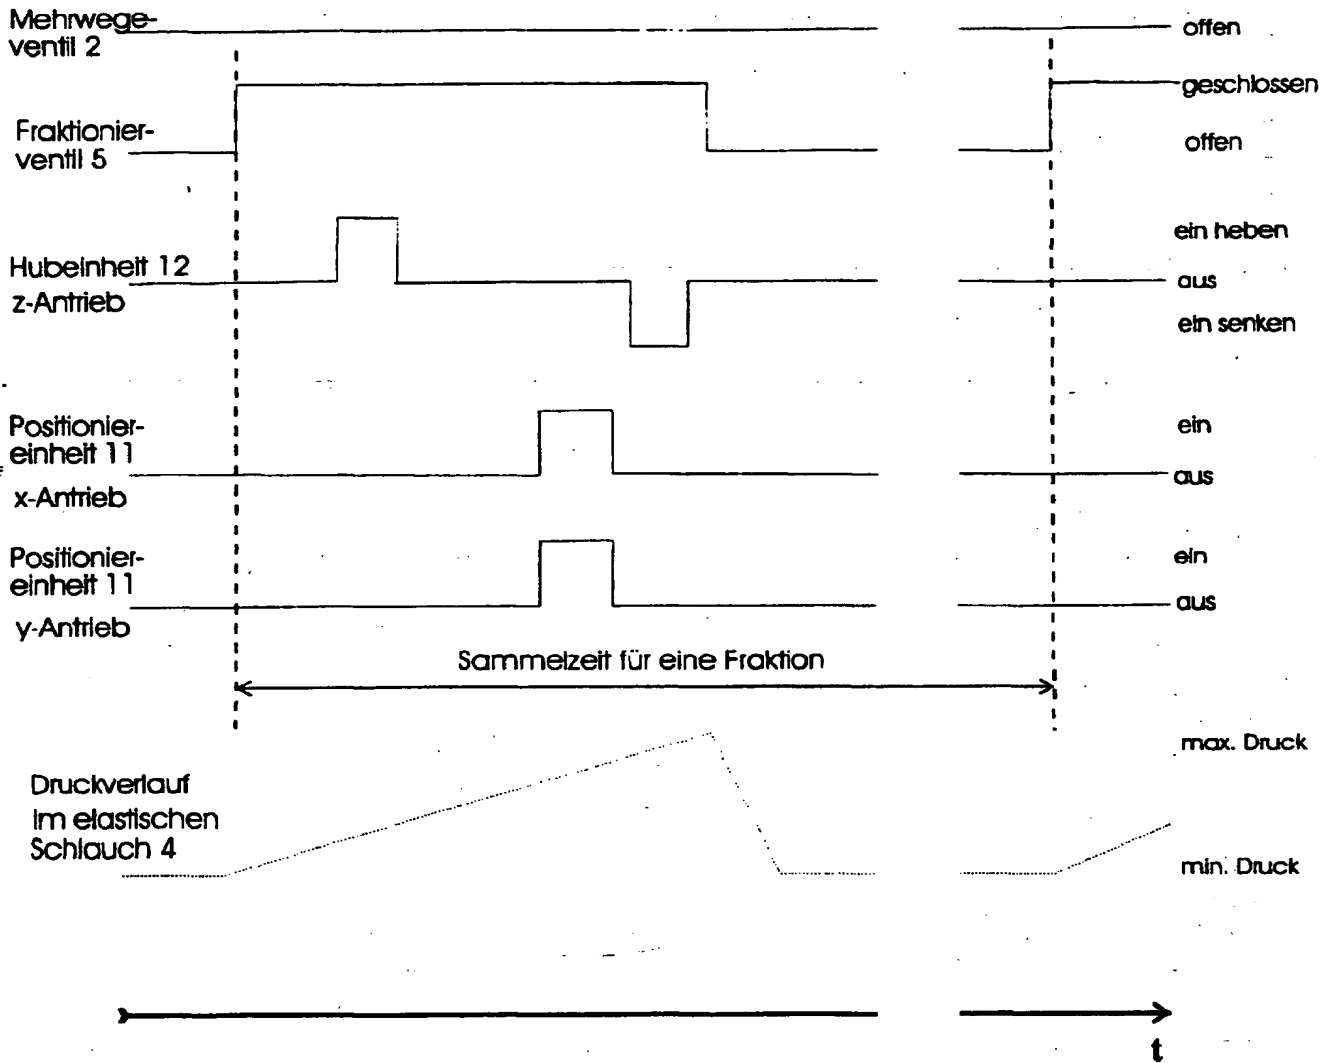 Mehrwege-
ventil 2
offen
geschlossen
Fraktionier-
ventil 5
offen
ein heben
Hubeinheit 12
z-Antrieb
aus
ein senken
Positionier-
einheit 11
x-Antrieb
ein
aus
Positionier-
einheit 11
y-Antrieb
ein
aus
Sammelzeit für eine Fraktion
Druckverlauf
im elastischen
Schlauch 4
max. Druck
min. Druck
t